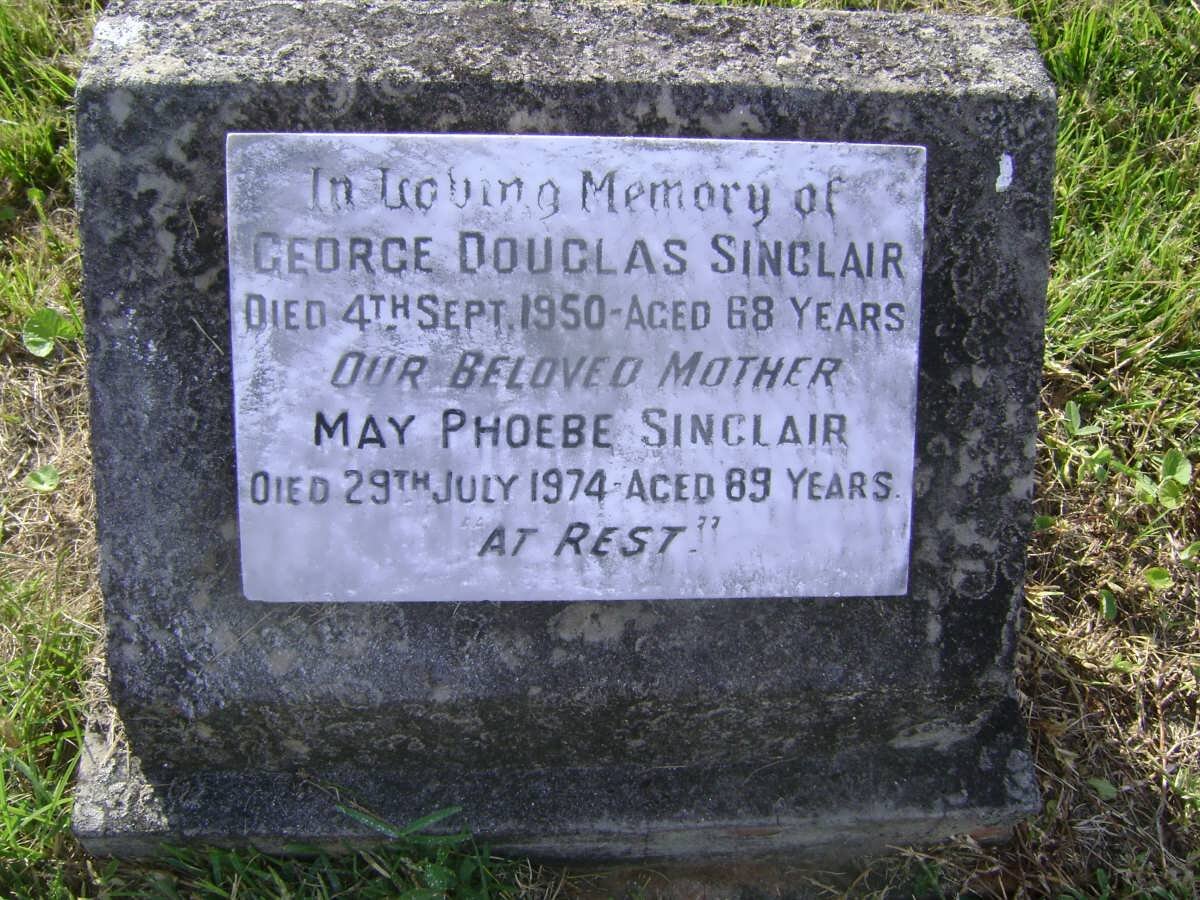 In Loving Memory of
GEORGE DOUGLAS SINCLAIR
DIED 4TH SEPT. 1950-AGED 68 YEARS
OUR BELOVED MOTHER
MAY PHOEBE SINCLAIR
DIED 29TH JULY 1974-AGED 89 YEARS.
"AT REST."